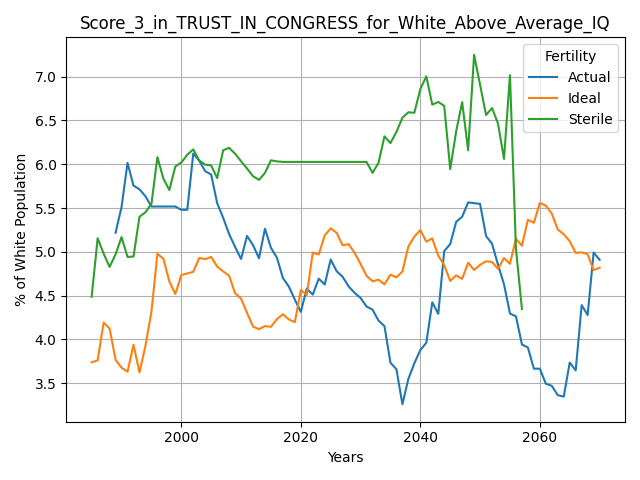 Score_3_in_TRUST_IN_CONGRESS_for_White_Above_Average_IQ
Fertility
Actual
Ideal
Sterile
% of White Population
7.0
6.5
6.0
5.5
5.0
4.5
4.0
3.5
2000
2020
2040
2060
Years